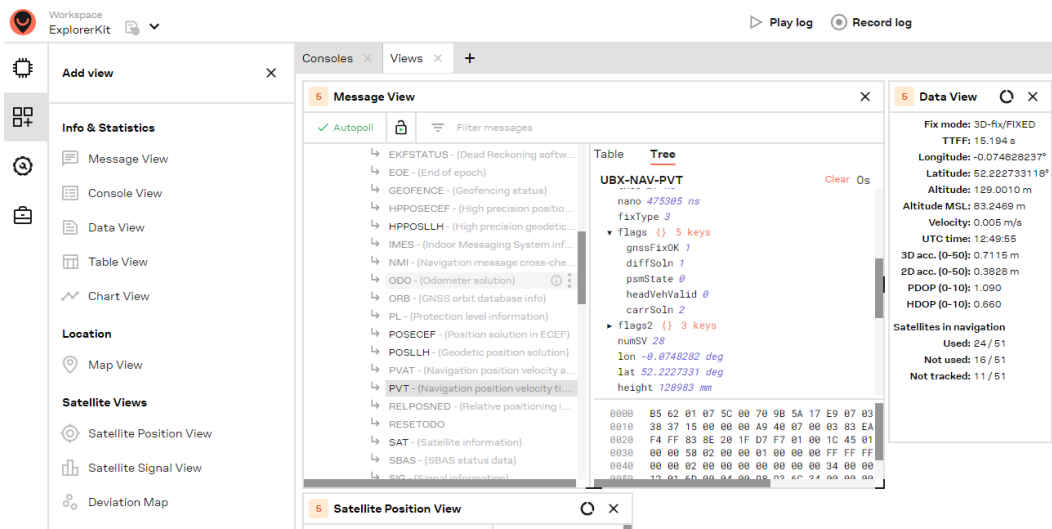 Workspace
ExplorerKit
Play log
Record log
Add view
Info & Statistics
Message View
Console View
Data View
Table View
Chart View
Location
Map View
Satellite Views
Satellite Position View
Satellite Signal View
Deviation Map
Consoles
Views
5 Message View
Autopoll
Filter messages
EKFSTATUS - (Dead Reckoning softw...
EOE - (End of epoch)
GEOFENCE - (Geofencing status)
HPPOSECEF - (High precision positio...
HPPOSLLH - (High precision geodetic...
IMES - (Indoor Messaging System inf...
NMI - (Navigation message cross-che...
ODO - (Odometer solution)
ORB - (GNSS orbit database info)
PL - (Protection level information)
POSECEF - (Position solution in ECEF)
POSLLH - (Geodetic position solution)
PVAT - (Navigation position velocity a...
PVT - (Navigation position velocity ti...
RELPOSNED - (Relative positioning i...
RESETODO
SAT - (Satellite information)
SBAS - (SBAS status data)
SIG - (Signal information)
Table
Tree
UBX-NAV-PVT
Clear 0s
nano 475305 ns
fixType 3
flags {} 5 keys
gnssFixOK 1
diffSoln 1
psmState 0
headVehValid 0
carrSoln 2
flags2 {} 3 keys
numSV 28
lon -0.0748282 deg
lat 52.2227331 deg
height 128983 mm
0000 B5 62 01 07 5C 00 70 9B 5A 17 E9 07 03
0010 38 37 15 00 00 00 A9 40 07 00 03 83 EA
0020 F4 FF 83 8E 20 1F D7 F7 01 00 1C 45 01
0030 00 00 58 02 00 00 01 00 00 00 FF FF FF
0040 00 00 02 00 00 00 00 00 00 00 34 00 00
5 Data View
Fix mode: 3D-fix/FIXED
TTFF: 15.194 s
Longitude: -0.074828237°
Latitude: 52.222733118°
Altitude: 129.0010 m
Altitude MSL: 83.2469 m
Velocity: 0.005 m/s
UTC time: 12:49:55
3D acc. (0-50): 0.7115 m
2D acc. (0-50): 0.3828 m
PDOP (0-10): 1.090
HDOP (0-10): 0.660
Satellites in navigation
Used: 24/51
Not used: 16/51
Not tracked: 11/51
5 Satellite Position View